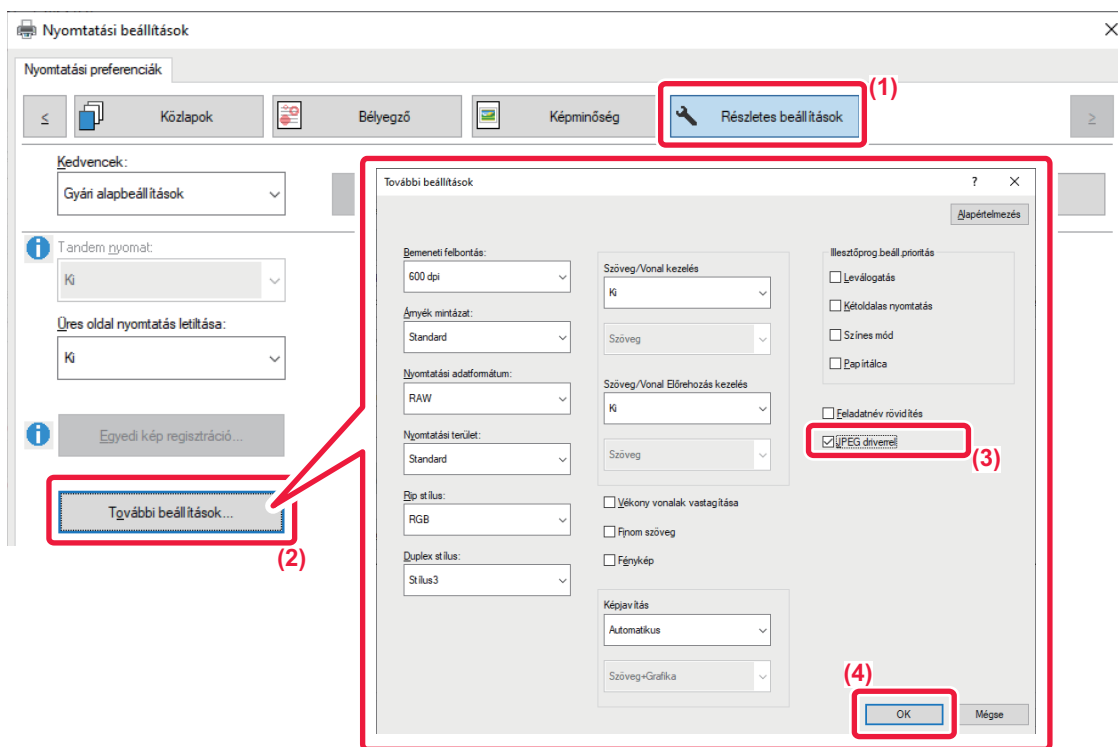 Nyomtatási beállítások
Nyomtatási preferenciák
(1)
<
Közlapok
Bélyegző
Képminőség
Részletes beállítások
>
Kedvencek:
Gyári alapbeállítások
Tandem nyomat:
Ki
Üres oldal nyomtatás letiltása:
Ki
Egyedi kép regisztráció...
További beállítások...
(2)
További beállítások
?
Alapértelmezés
Bemeneti felbontás:
600 dpi
Árnyék mintázat:
Standard
Nyomtatási adatformátum:
RAW
Nyomtatási terület:
Standard
Rip stílus:
RGB
Duplex stílus:
Stílus3
Szöveg/Vonal kezelés
Ki
Szöveg
Szöveg/Vonal Előrehozás kezelés
Ki
Szöveg
Vékony vonalak vastagítása
Finom szöveg
Fénykép
Képjavítás
Automatikus
Szöveg+Grafika
Illesztőprog.beáll.prioritás
Leválogatás
Kétoldalas nyomtatás
Színes mód
Papírtálca
Feladatnév rövidítés
JPEG driverrel
(3)
(4)
OK
Mégse